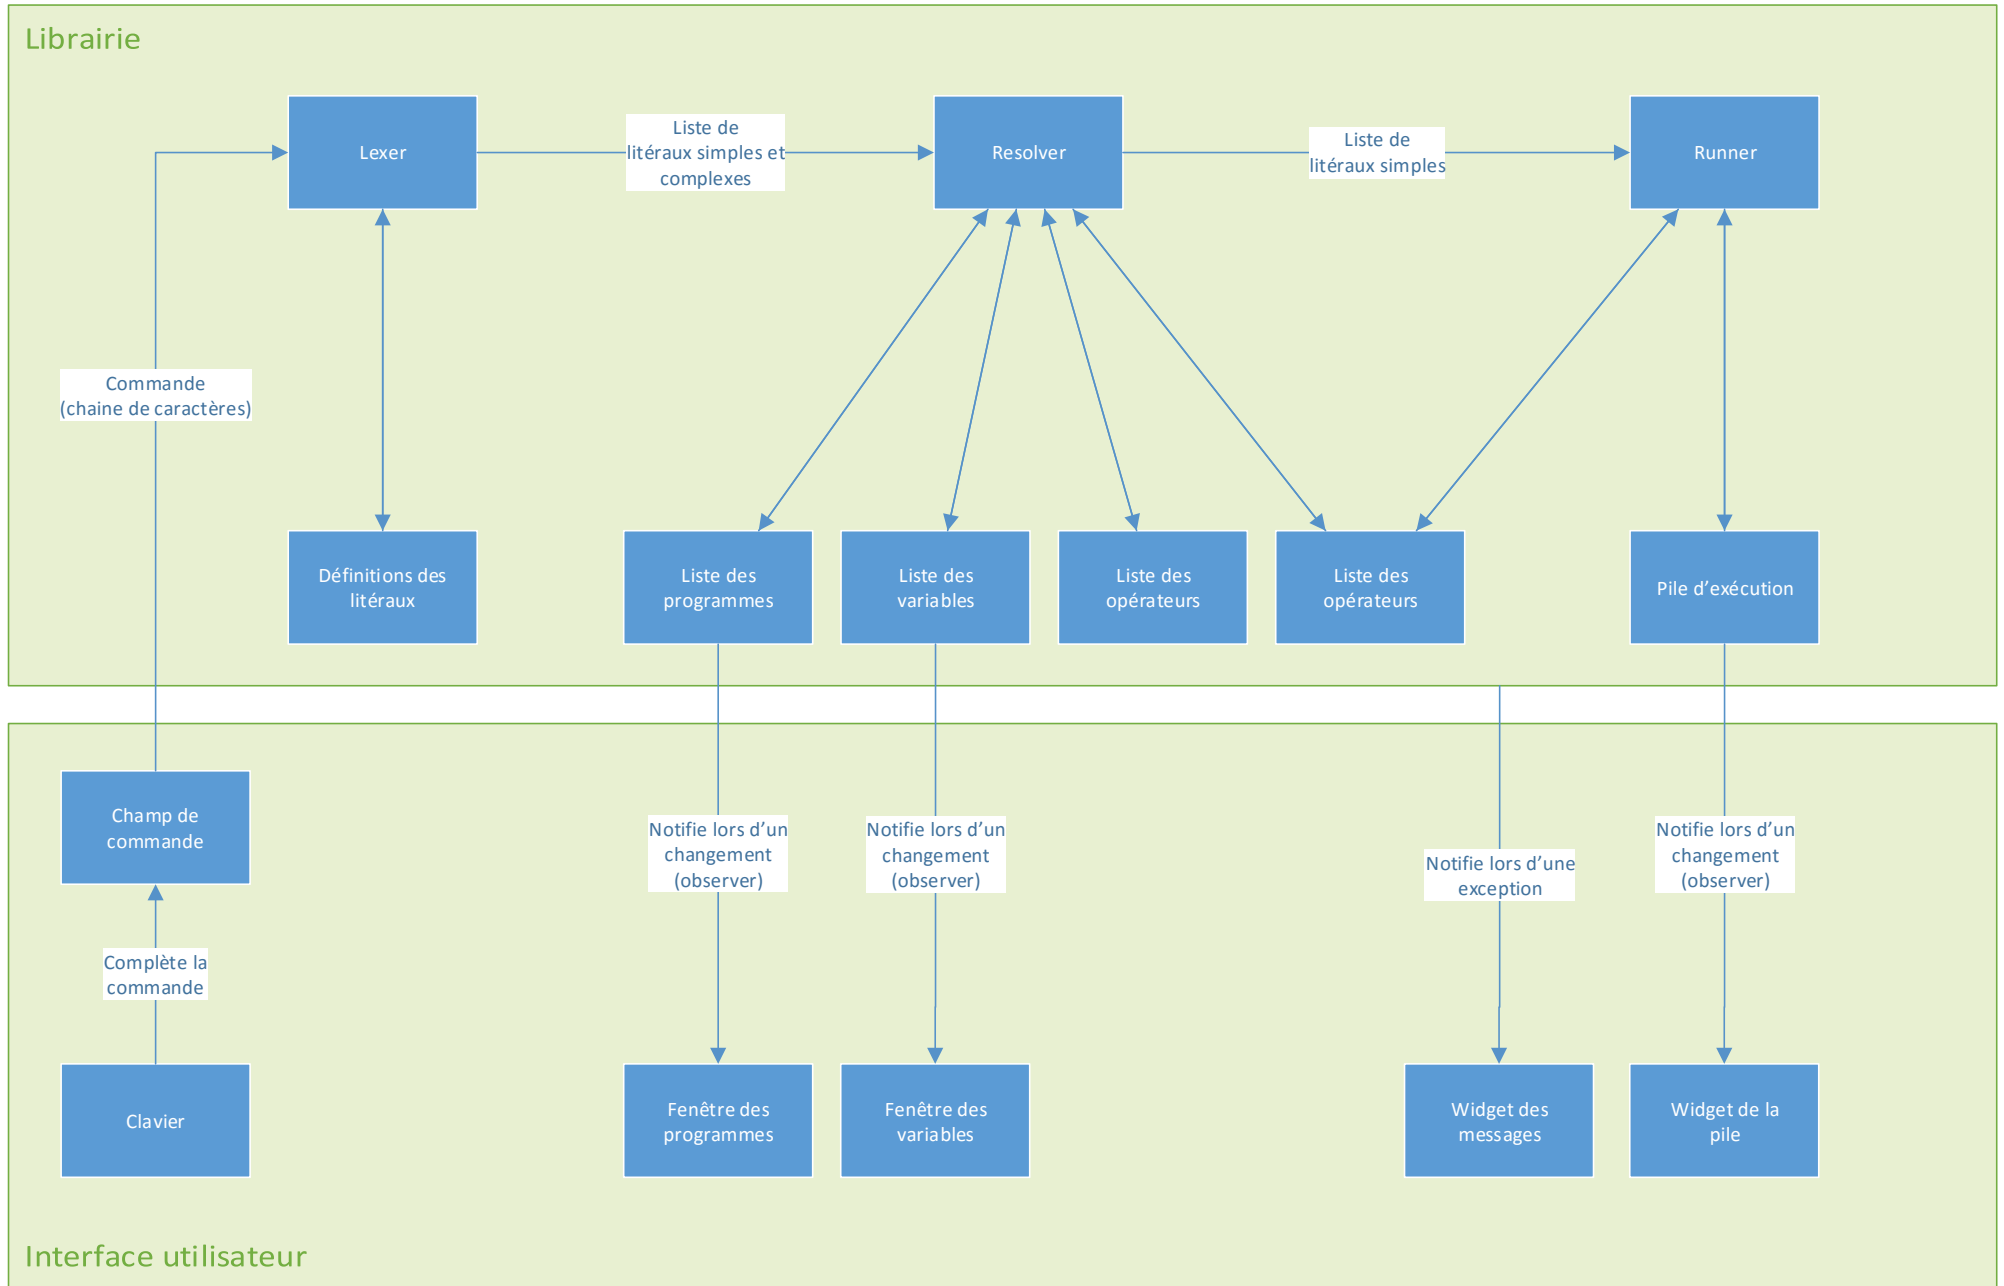 Librairie
Lexer
Liste de
litéraux simples et
complexes
Resolver
Liste de
litéraux simples
Runner
Commande
(chaine de caractères)
Définitions des
litéraux
Liste des
programmes
Liste des
variables
Liste des
opérateurs
Liste des
opérateurs
Pile d’exécution
Champ de
commande
Notifie lors d’un
changement
(observer)
Notifie lors d’un
changement
(observer)
Notifie lors d’une
exception
Notifie lors d’un
changement
(observer)
Complète la
commande
Clavier
Fenêtre des
programmes
Fenêtre des
variables
Widget des
messages
Widget de la
pile
Interface utilisateur